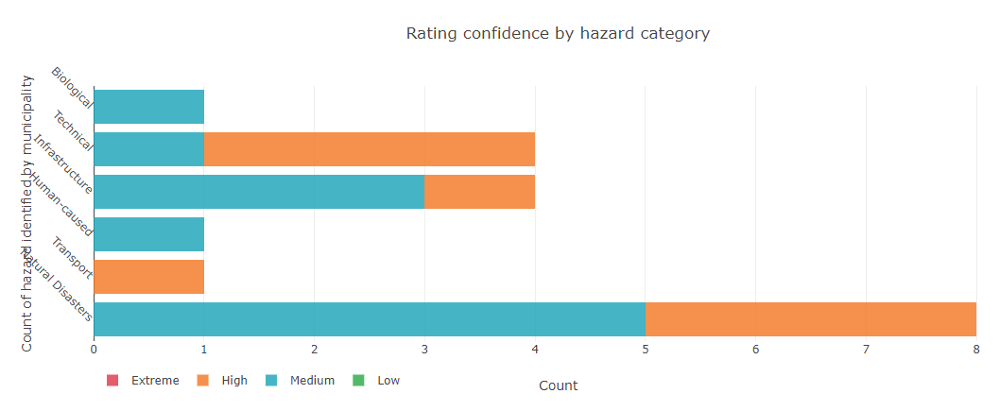 Rating confidence by hazard category
Count of hazard identified by municipality
Biological
Technical
Infrastructure
Human-caused
Transport
Natural Disasters
0 1 2 3 4 5 6 7 8
Count
Extreme High Medium Low